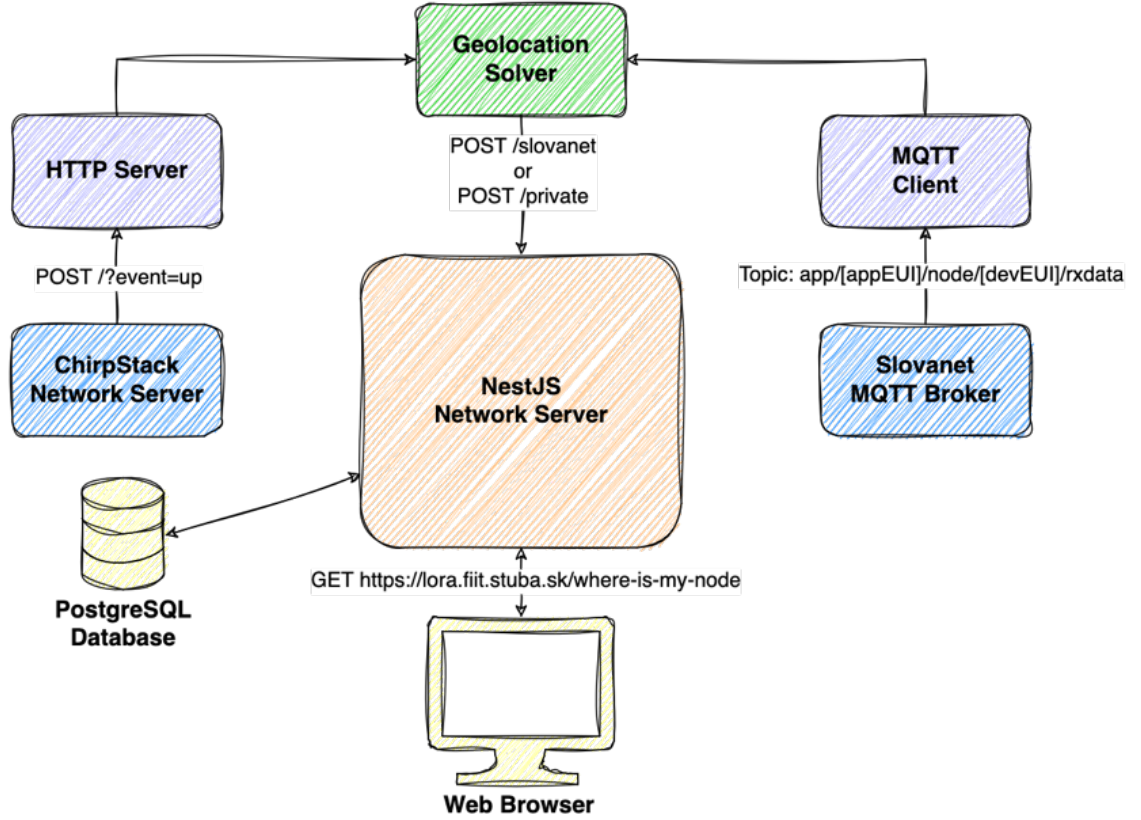 Geolocation
Solver
HTTP Server
POST /slovanet
or
POST /private
MQTT
Client
POST /?event=up
Topic: app/[appEUI]/node/[devEUI]/rxdata
ChirpStack
Network Server
NestJS
Network Server
Slovanet
MQTT Broker
GET https://lora.fiit.stuba.sk/where-is-my-node
PostgreSQL
Database
Web Browser